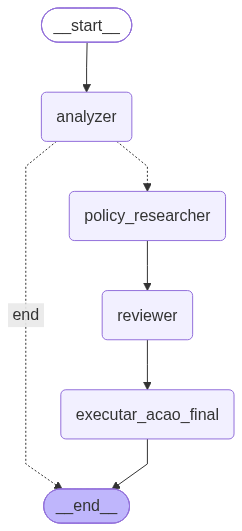 __start__
analyzer
policy_researcher
end
reviewer
executar_acao_final
__end__